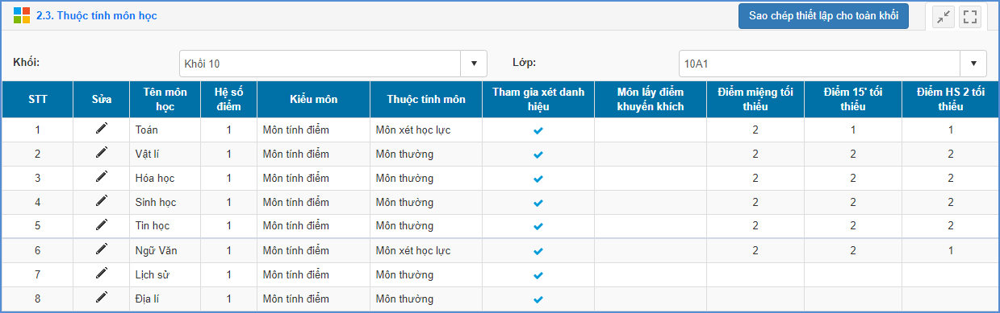 2.3. Thuộc tính môn học
Sao chép thiết lập cho toàn khối
Khối: Khối 10 Lớp: 10A1
STT Sửa Tên môn học Hệ số điểm Kiểu môn Thuộc tính môn Tham gia xét danh hiệu Môn lấy điểm khuyến khích Điểm miệng tối thiểu Điểm 15' tối thiểu Điểm HS 2 tối thiểu
1 Toán 1 Môn tính điểm Môn xét học lực 2 1 1
2 Vật lí 1 Môn tính điểm Môn thường 2 2 2
3 Hóa học 1 Môn tính điểm Môn thường 2 2 2
4 Sinh học 1 Môn tính điểm Môn thường 2 2 2
5 Tin học 1 Môn tính điểm Môn thường 2 2 2
6 Ngữ Văn 1 Môn tính điểm Môn xét học lực 2 2 1
7 Lịch sử 1 Môn tính điểm Môn thường
8 Địa lí 1 Môn tính điểm Môn thường